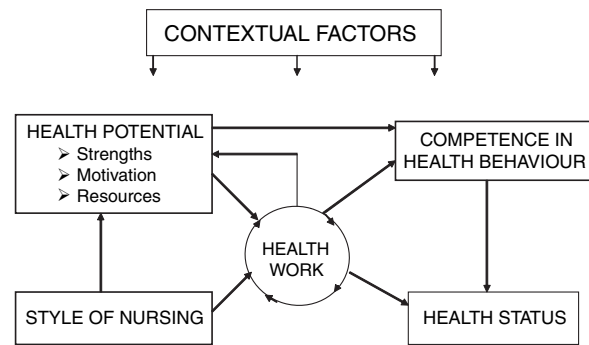 CONTEXTUAL FACTORS
HEALTH POTENTIAL
➢ Strengths
➢ Motivation
➢ Resources
COMPETENCE IN
HEALTH BEHAVIOUR
HEALTH
WORK
STYLE OF NURSING
HEALTH STATUS